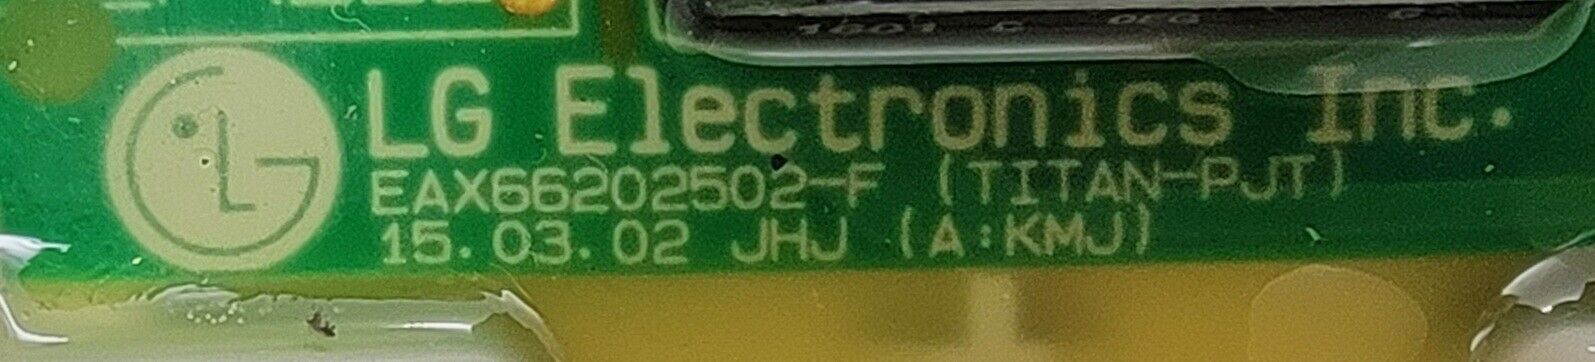 LG Electronics Inc.
EAX66202502-F (TITAN-PJT)
15.03.02 JHJ (A:KMJ)